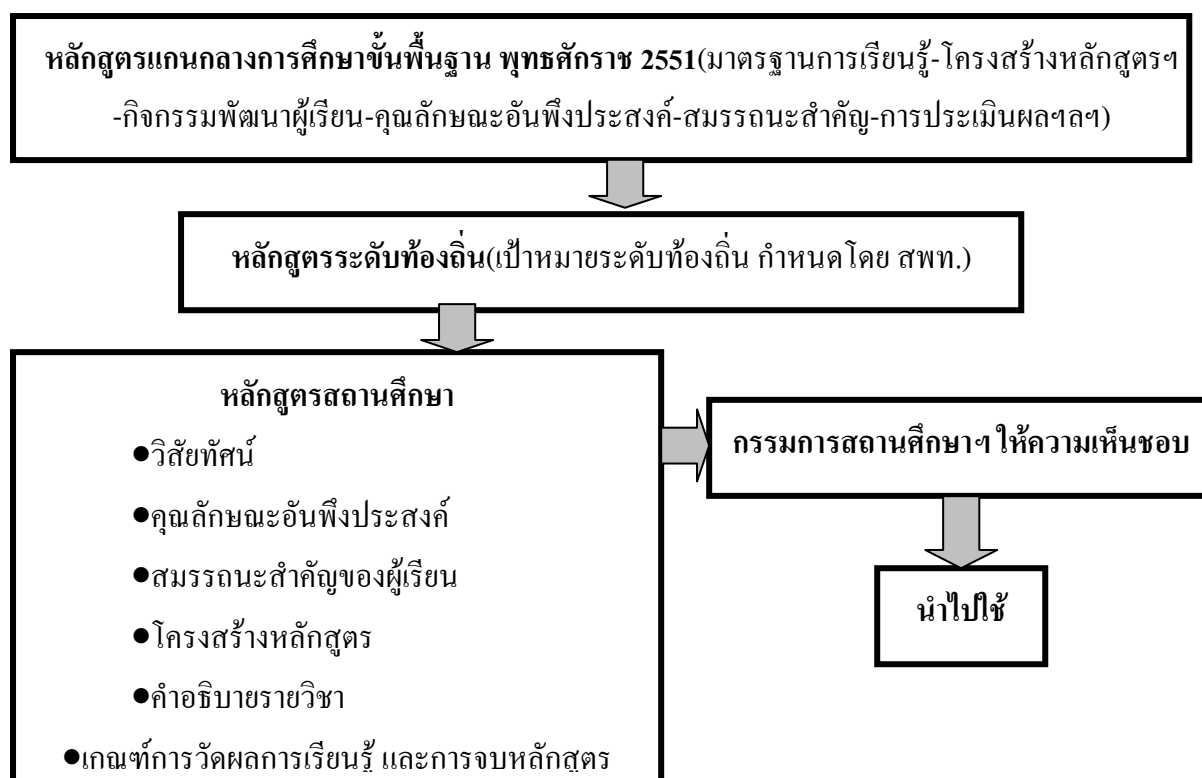 หลักสูตรแกนกลางการศึกษาขั้นพื้นฐาน พุทธศักราช 2551(มาตรฐานการเรียนรู้-โครงสร้างหลักสูตรฯ
-กิจกรรมพัฒนาผู้เรียน-คุณลักษณะอันพึงประสงค์-สมรรถนะสำคัญ-การประเมินผลฯลฯ)
หลักสูตรระดับท้องถิ่น(เป้าหมายระดับท้องถิ่น กำหนดโดย สพท.)
หลักสูตรสถานศึกษา
●วิสัยทัศน์
●คุณลักษณะอันพึงประสงค์
●สมรรถนะสำคัญของผู้เรียน
●โครงสร้างหลักสูตร
●คำอธิบายรายวิชา
●เกณฑ์การวัดผลการเรียนรู้ และการจบหลักสูตร
กรรมการสถานศึกษาฯ ให้ความเห็นชอบ
นำไปใช้